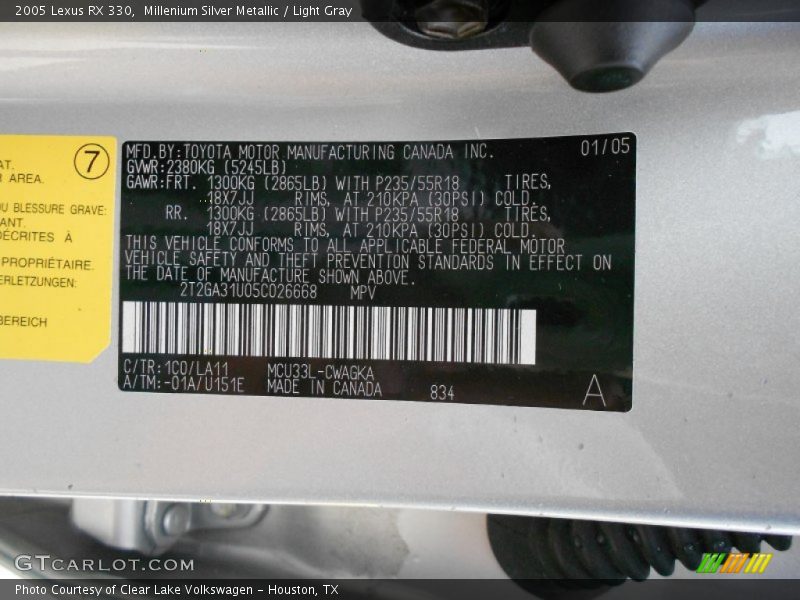 2005 Lexus RX 330,  Millenium Silver Metallic / Light Gray
7
AT.
R AREA.
OU BLESSURE GRAVE:
ANT.
DÉCRITES À
PROPRIÉTAIRE.
ERLETZUNGEN:
BEREICH
MFD.BY:TOYOTA MOTOR MANUFACTURING CANADA INC. 01/05
GVWR:2380KG (5245LB)
GAWR:FRT. 1300KG (2865LB) WITH P235/55R18 TIRES,
18X7JJ RIMS, AT 210KPA (30PSI) COLD.
RR. 1300KG (2865LB) WITH P235/55R18 TIRES,
18X7JJ RIMS, AT 210KPA (30PSI) COLD.
THIS VEHICLE CONFORMS TO ALL APPLICABLE FEDERAL MOTOR
VEHICLE SAFETY AND THEFT PREVENTION STANDARDS IN EFFECT ON
THE DATE OF MANUFACTURE SHOWN ABOVE.
2T2GA31U05C026668 MPV
C/TR:1C0/LA11 MCU33L-CWAGKA
A/TM:-01A/U151E MADE IN CANADA 834 A
GTCARLOT.COM
Photo Courtesy of Clear Lake Volkswagen - Houston, TX